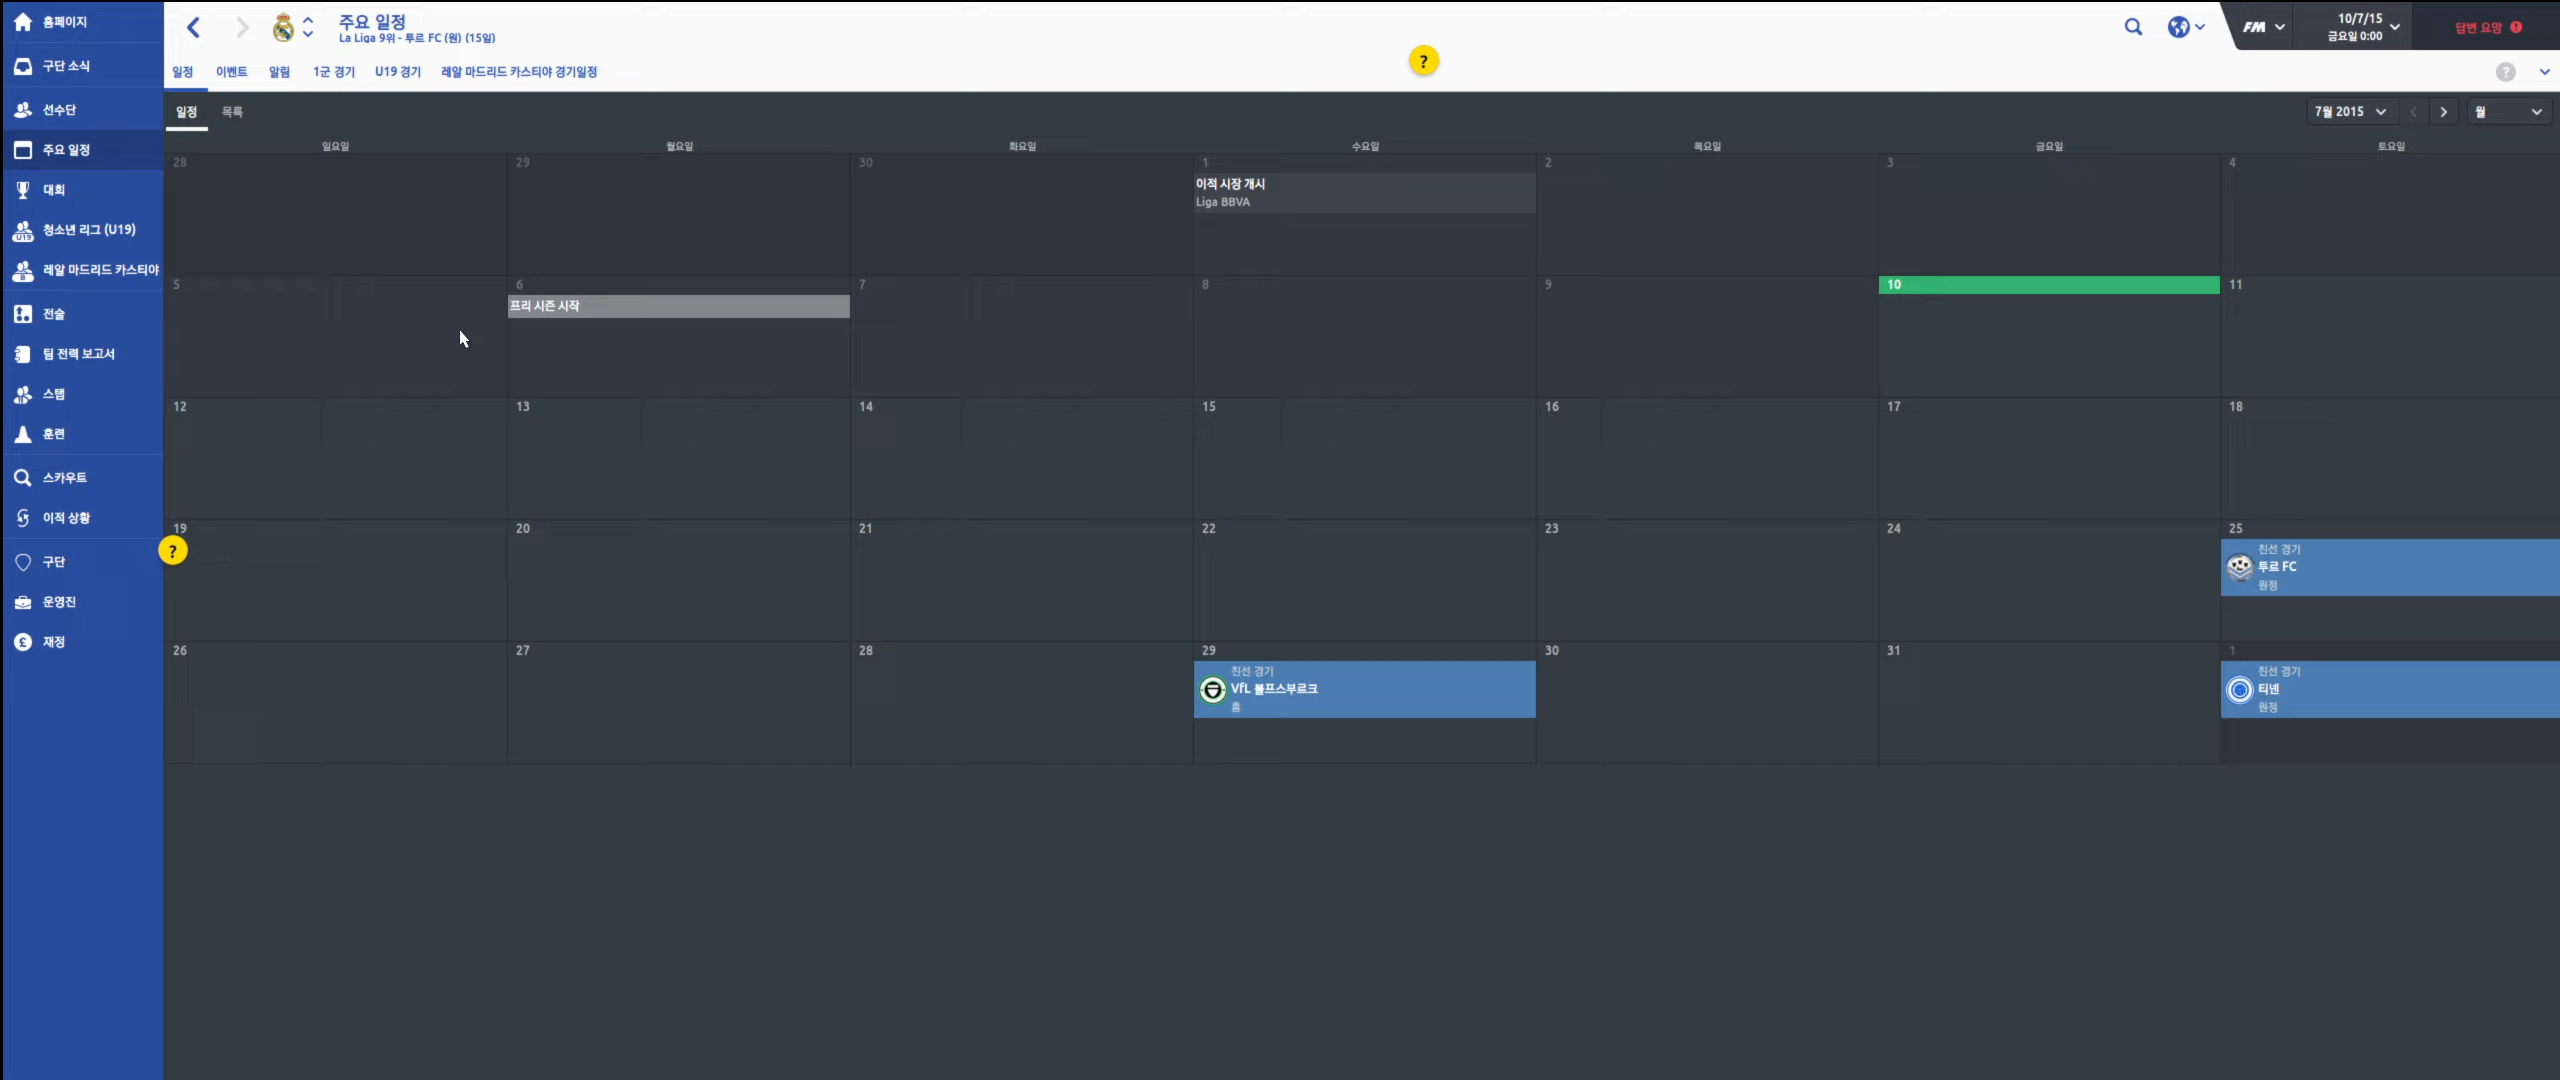 홈페이지
구단 소식
선수단
주요 일정
대회
청소년 리그 (U19)
U19
레알 마드리드 카스티야
B
전술
팀 전력 보고서
스탭
훈련
스카우트
이적 상황
구단
운영진
£ 재정
주요 일정
La Liga 9위 - 투르 FC (원) (15일)
FM
10/7/15
금요일 0:00
답변 요망 !
일정 이벤트 알림 1군 경기 U19 경기 레알 마드리드 카스티야 경기일정
?
?
일정 목록
7월 2015 월
일요일 월요일 화요일 수요일 목요일 금요일 토요일
28 29 30 1 2 3 4
이적 시장 개시
Liga BBVA
5 6 7 8 9 10 11
프리 시즌 시작
12 13 14 15 16 17 18
19 20 21 22 23 24 25
?
친선 경기
투르 FC
원정
26 27 28 29 30 31 1
친선 경기
VfL 볼프스부르크
홈
친선 경기
티넨
원정